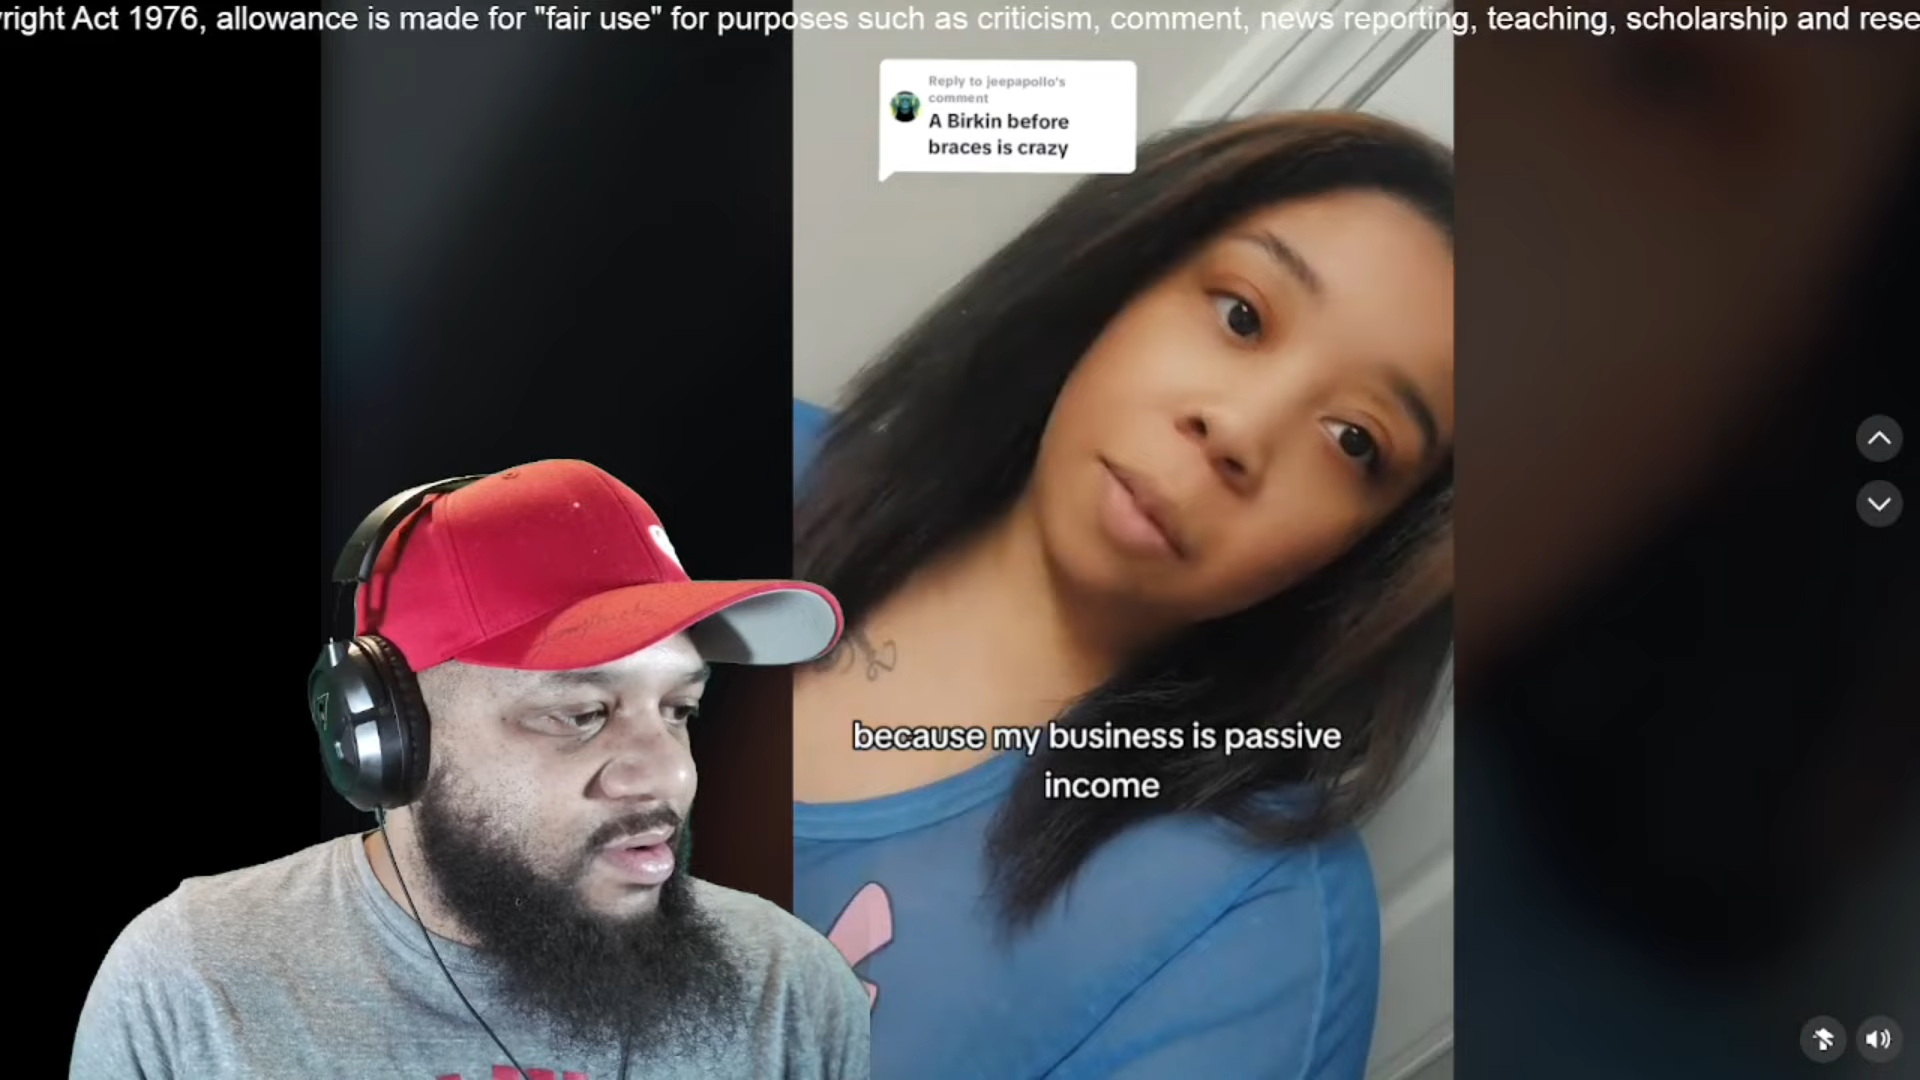 right Act 1976, allowance is made for "fair use" for purposes such as criticism, comment, news reporting, teaching, scholarship and rese
Reply to jeepapollo's
comment
A Birkin before
braces is crazy
because my business is passive
income